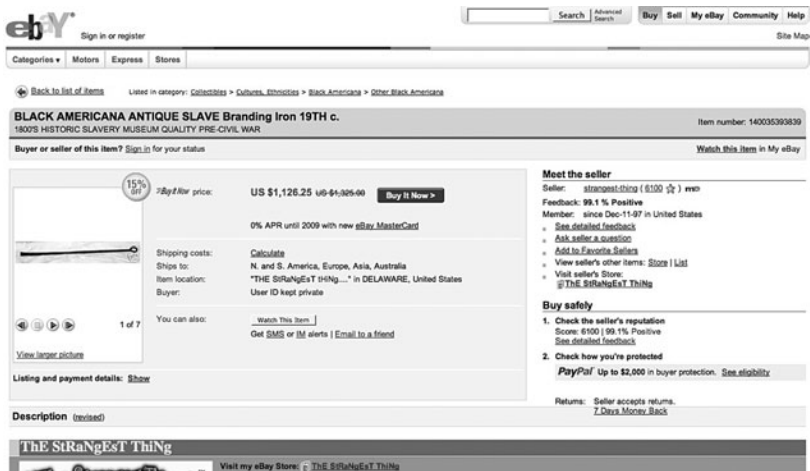 Search
Advanced Search
Buy Sell My eBay Community Help
ebY
Sign in or register
Site Map
Categories ▾ Motors Express Stores
Back to list of items
Listed in category: Collectibles > Cultures, Ethnicities > Black Americana > Other Black Americana
BLACK AMERICANA ANTIQUE SLAVE Branding Iron 19TH c.
1800'S HISTORIC SLAVERY MUSEUM QUALITY PRE-CIVIL WAR
Item number: 140035393839
Buyer or seller of this item? Sign in for your status
Watch this item in My eBay
15% OFF
Buy It Now price: US $1,126.25 US $1,325.00 Buy It Now >
0% APR until 2009 with new eBay MasterCard
Shipping costs: Calculate
Ships to: N. and S. America, Europe, Asia, Australia
Item location: "THE StRaNgEsT tHiNg...." in DELAWARE, United States
Buyer: User ID kept private
You can also: Watch This Item
Get SMS or IM alerts | Email to a friend
1 of 7
View larger picture
Listing and payment details: Show
Meet the seller
Seller: strangest-thing ( 6100 ) me
Feedback: 99.1 % Positive
Member: since Dec-11-97 in United States
See detailed feedback
Ask seller a question
Add to Favorite Sellers
View seller's other items: Store | List
Visit seller's Store:
ThE StRaNgEsT ThiNg
Buy safely
1. Check the seller's reputation
Score: 6100 | 99.1% Positive
See detailed feedback
2. Check how you're protected
PayPal Up to $2,000 in buyer protection. See eligibility
Returns: Seller accepts returns.
7 Days Money Back
Description (revised)
ThE StRaNgEsT ThiNg
Visit my eBay Store: ThE StRaNgEsT ThiNg